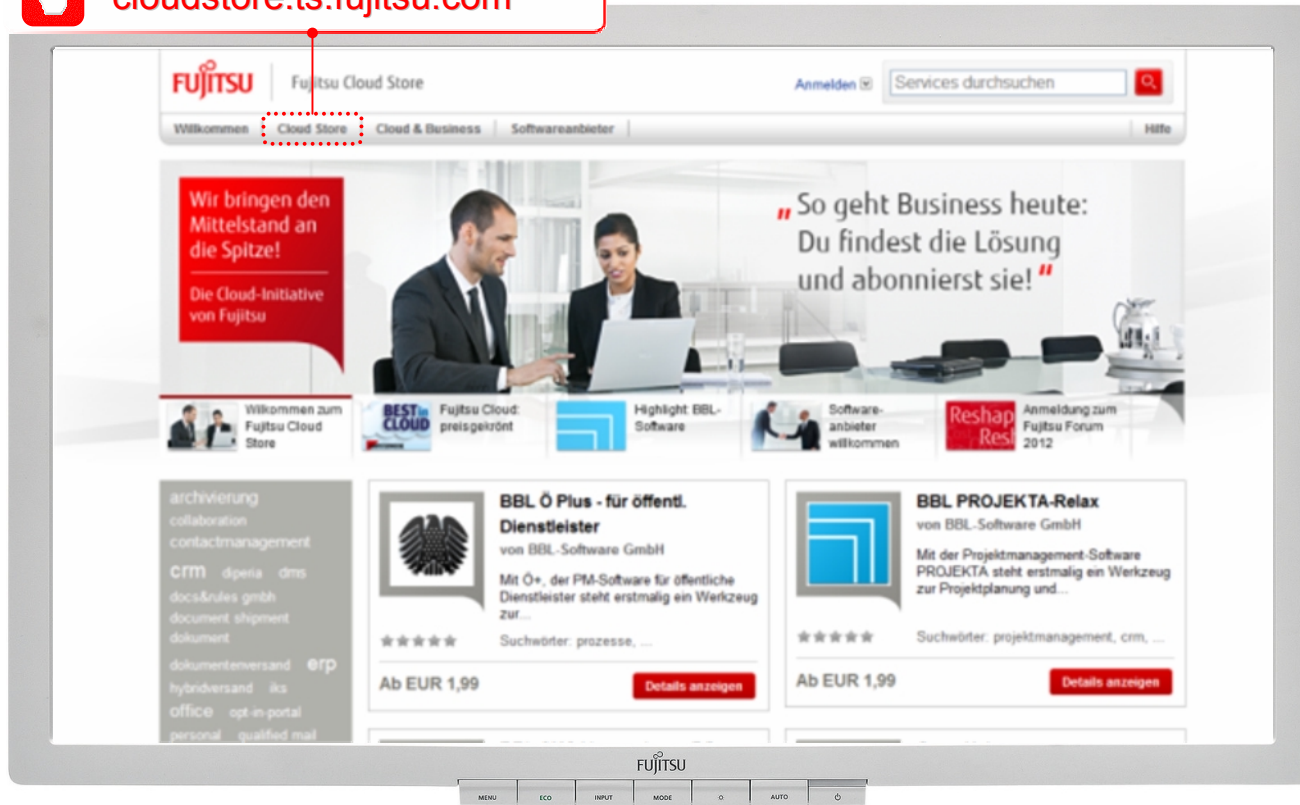 cloudstore.ts.fujitsu.com
FUJITSU
Fujitsu Cloud Store
Anmelden
Services durchsuchen
Willkommen
Cloud Store
Cloud & Business
Softwareanbieter
Hilfe
Wir bringen den
Mittelstand an
die Spitze!
Die Cloud-Initiative
von Fujitsu
„So geht Business heute:
Du findest die Lösung
und abonnierst sie!“
Willkommen zum
Fujitsu Cloud
Store
BEST in
CLOUD
Fujitsu Cloud:
preisgekrönt
Highlight: BBL-
Software
Software-
anbieter
willkommen
Reshap
Resl
Anmeldung zum
Fujitsu Forum
2012
archivierung
collaboration
contactmanagement
crm diperia dms
docs&rules gmbh
document shipment
dokument
dokumentenversand erp
hybridversand iks
office opt-in-portal
personal qualified mail
BBL Ö Plus - für öffentl.
Dienstleister
von BBL-Software GmbH
Mit Ö+, der PM-Software für öffentliche
Dienstleister steht erstmalig ein Werkzeug
zur...
Suchwörter: prozesse, ...
Ab EUR 1,99
Details anzeigen
BBL PROJEKTA-Relax
von BBL-Software GmbH
Mit der Projektmanagement-Software
PROJEKTA steht erstmalig ein Werkzeug
zur Projektplanung und...
Suchwörter: projektmanagement, crm, ...
Ab EUR 1,99
Details anzeigen
FUJITSU
MENU
ECO
INPUT
MODE
AUTO